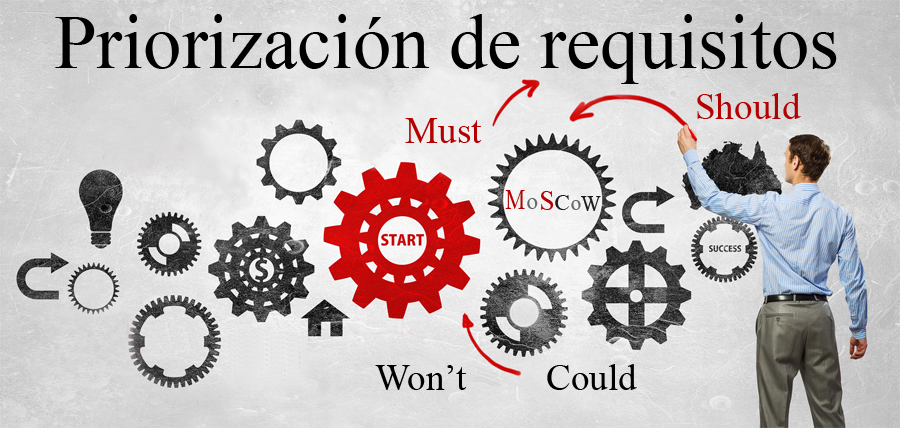 Priorización de requisitos
Must
Should
MoSCoW
START
SUCCESS
S
Won’t
Could